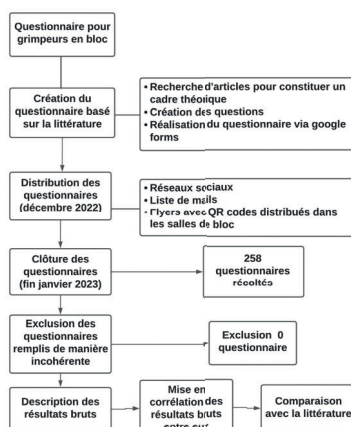 Questionnaire pour
grimpeurs en bloc
Création du
questionnaire basé
sur la littérature
• Recherche d'articles pour constituer un
cadre théorique
• Création des questions
• Réalisation du questionnaire via google
forms
Distribution des
questionnaires
(décembre 2022)
• Réseaux sociaux
• Liste de mails
- Flyers avec QR codes distribués dans
les salles de bloc
Clôture des
questionnaires
(fin janvier 2023)
258
questionnaires
récoltés
Exclusion des
questionnaires
remplis de manière
incohérente
Exclusion 0
questionnaire
Description des
résultats bruts
Mise en
corrélation des
résultats bruts
entre eux
Comparaison
avec la littérature